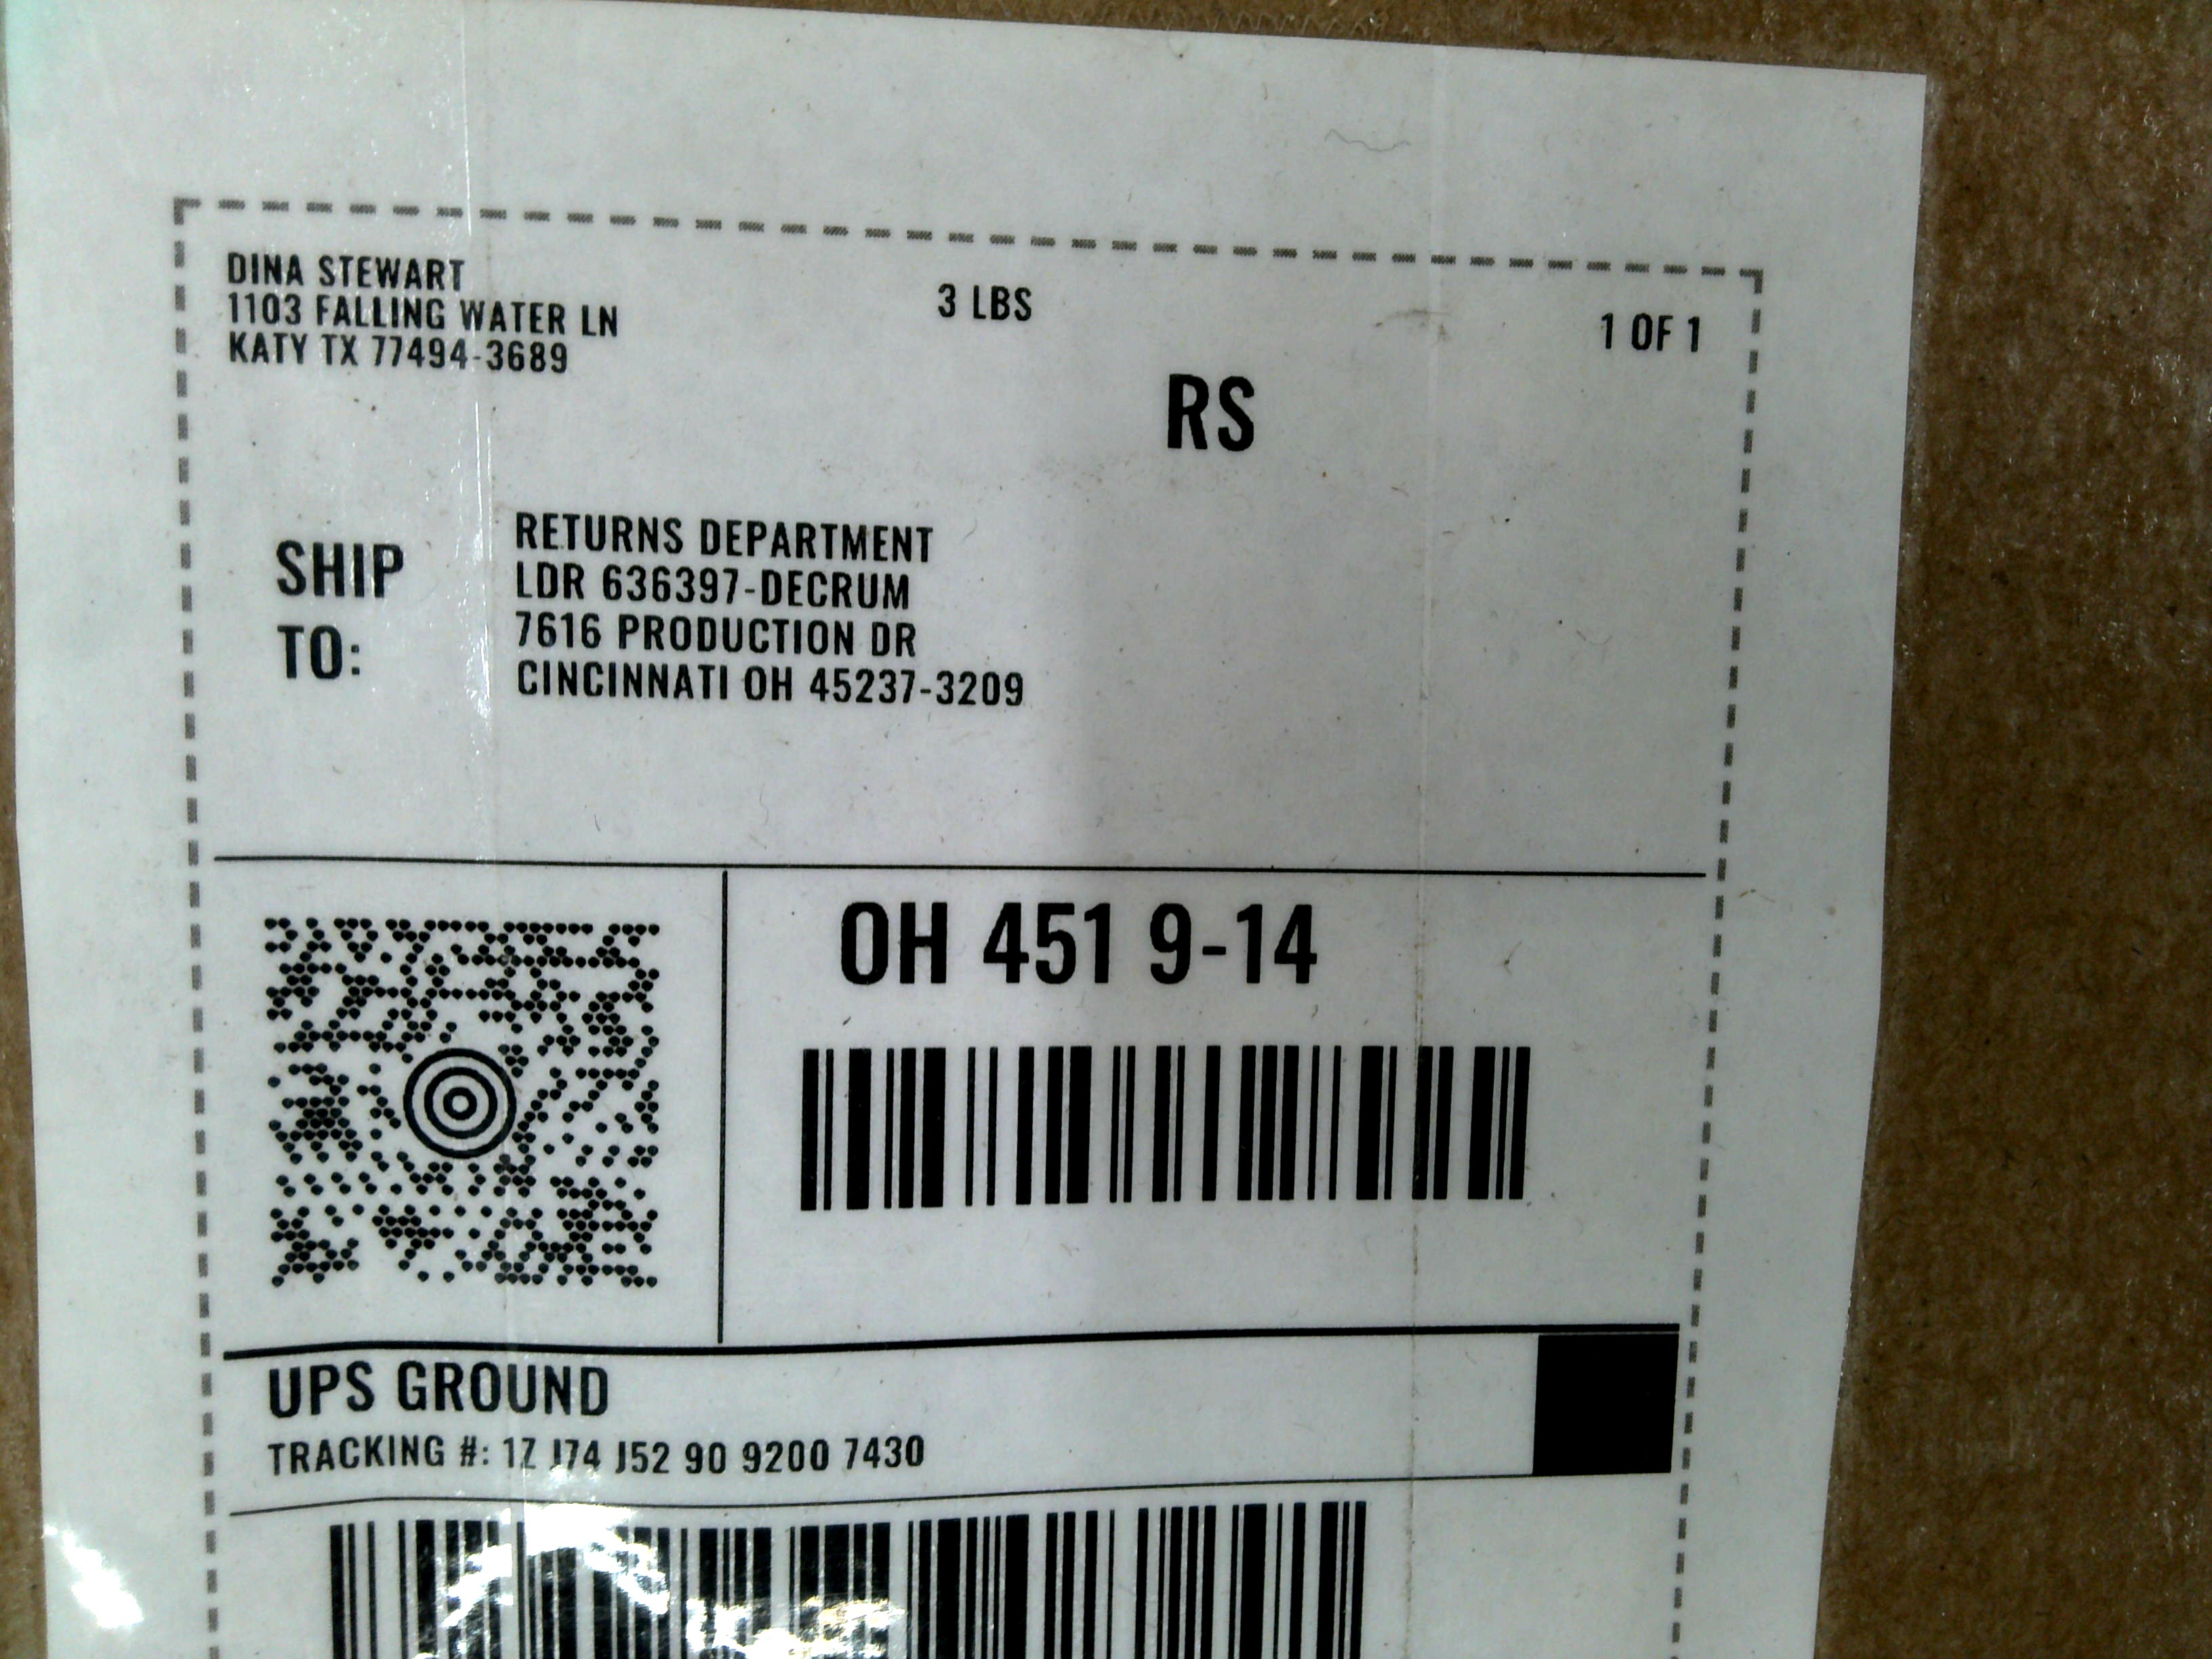 DINA STEWART
1103 FALLING WATER LN
KATY TX 77494-3689
3 LBS
1 OF 1
RS
SHIP TO:
RETURNS DEPARTMENT
LDR 636397-DECRUM
7616 PRODUCTION DR
CINCINNATI OH 45237-3209
OH 451 9-14
UPS GROUND
TRACKING #: 1Z J74 J52 90 9200 7430